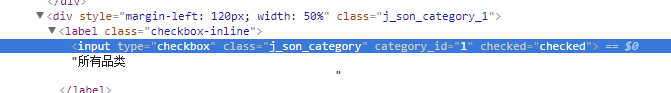 </div>
▼<div style="margin-left: 120px; width: 50%" class="j_son_category_1">
▼<label class="checkbox-inline">
<input type="checkbox" class="j_son_category" category_id="1" checked="checked"> == $0
"所有品类
"
</label>